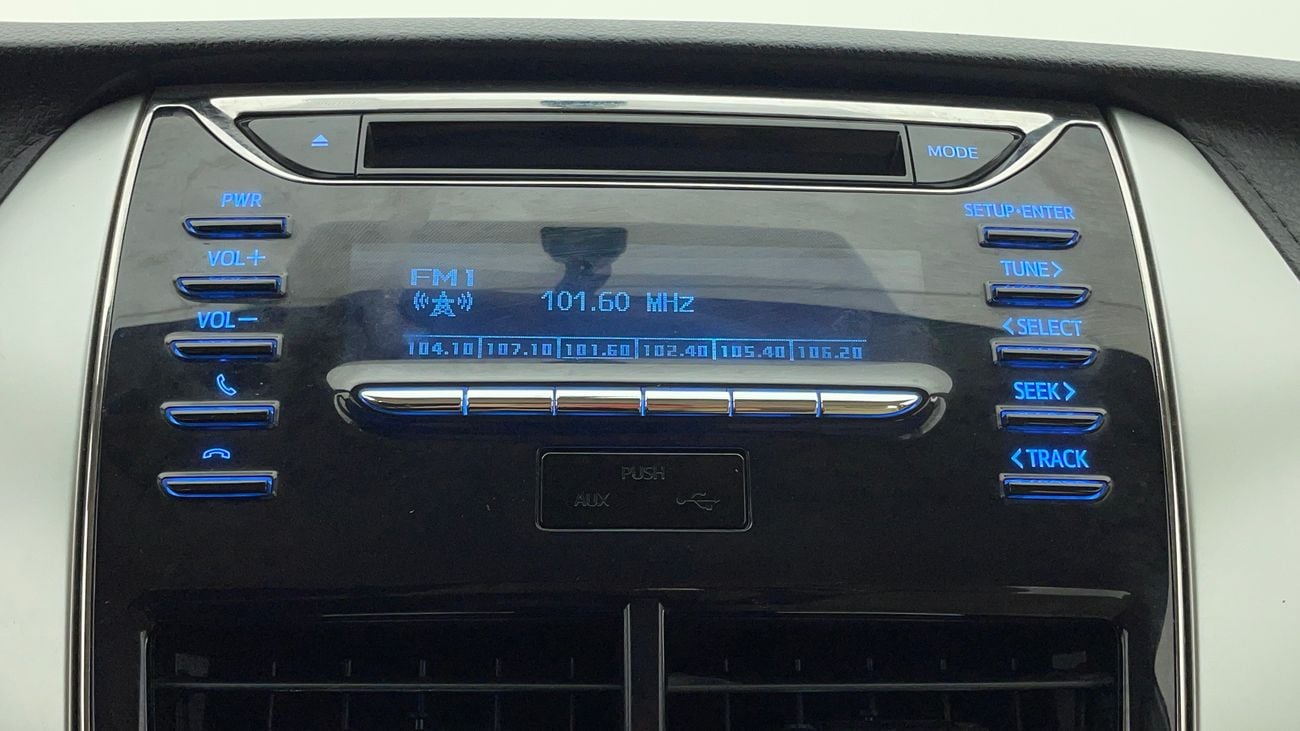 MODE
PWR
VOL+
VOL-
FM1
101.60 MHz
104.10 107.10 101.60 102.40 105.40 106.20
SETUP•ENTER
TUNE>
<SELECT
SEEK>
<TRACK
PUSH
AUX